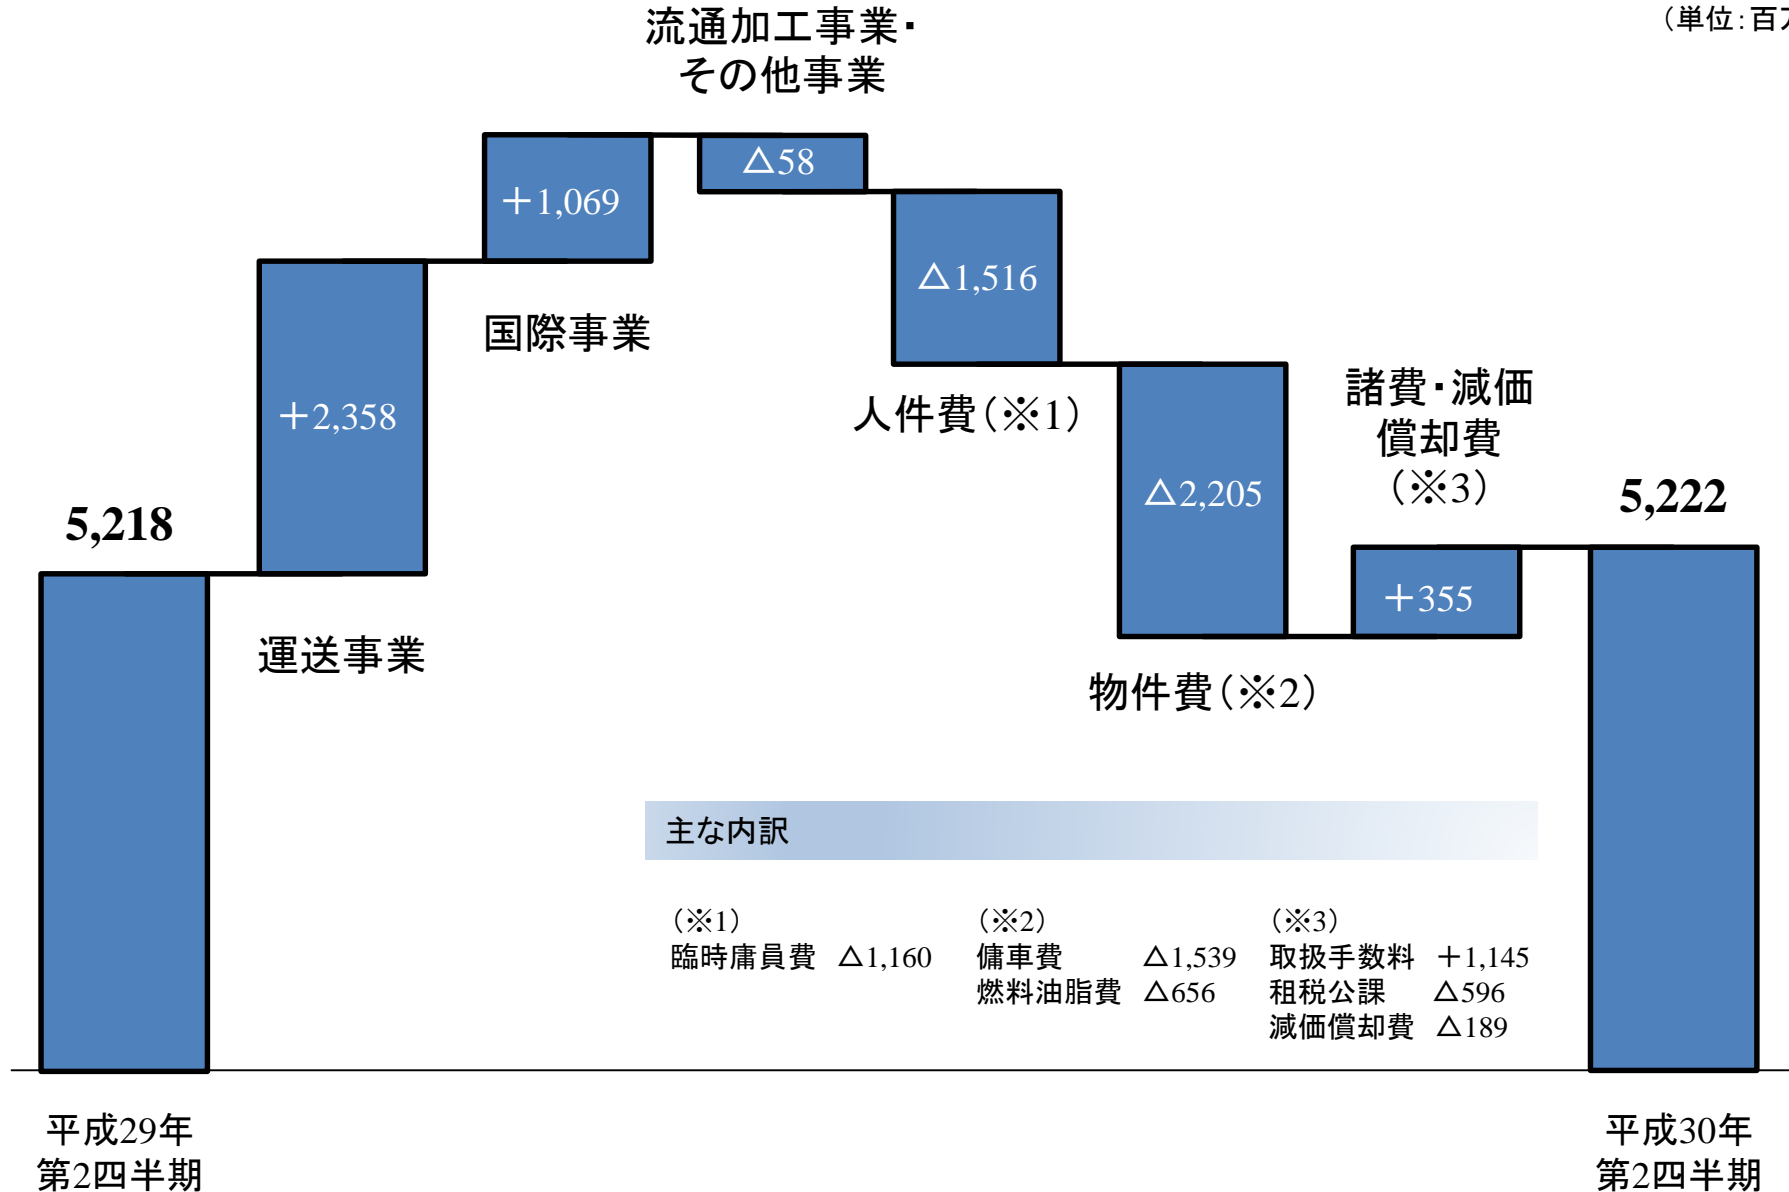 流通加工事業・
その他事業
（単位：百
△58
＋1,069
△1,516
国際事業
＋2,358
人件費（※1）
諸費・減価
償却費
（※3）
△2,205
5,218
5,222
＋355
運送事業
物件費（※2）
主な内訳
（※1）
臨時庸員費 △1,160
（※2）
傭車費 △1,539
燃料油脂費 △656
（※3）
取扱手数料 ＋1,145
租税公課 △596
減価償却費 △189
平成29年
第2四半期
平成30年
第2四半期